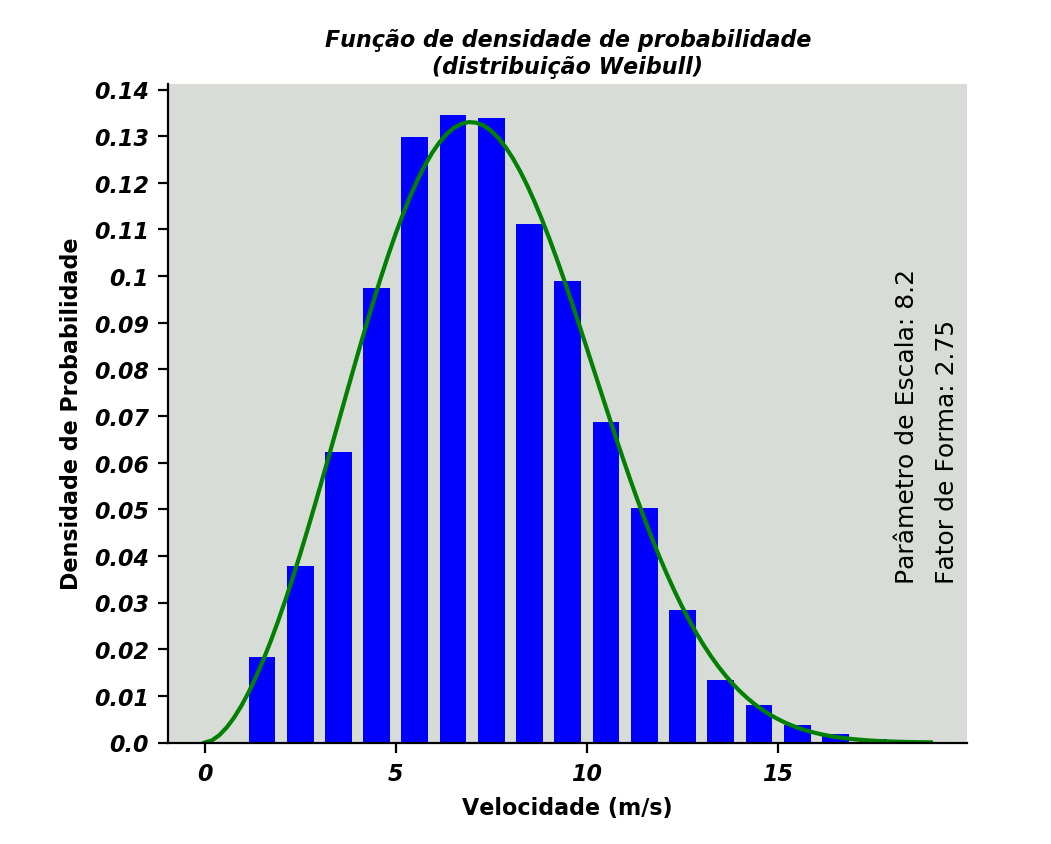 Função de densidade de probabilidade
(distribuição Weibull)
Densidade de Probabilidade
0.14
0.13
0.12
0.11
0.1
0.09
0.08
0.07
0.06
0.05
0.04
0.03
0.02
0.01
0.0
Parâmetro de Escala: 8.2
Fator de Forma: 2.75
0 5 10 15
Velocidade (m/s)